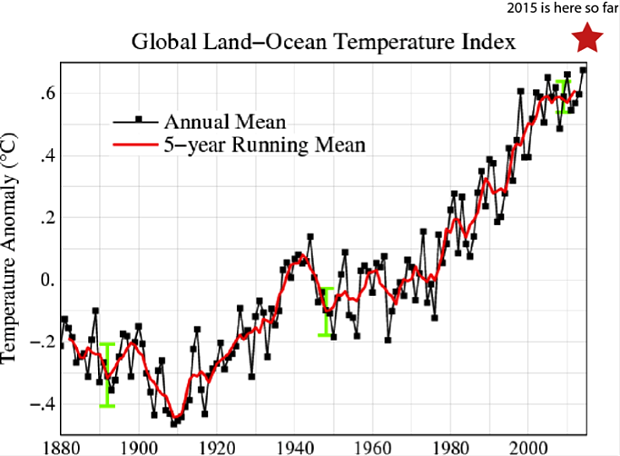 2015 is here so far
Global Land-Ocean Temperature Index
Annual Mean
5-year Running Mean
Temperature Anomaly (°C)
.6
.4
.2
0.
-.2
-.4
1880 1900 1920 1940 1960 1980 2000